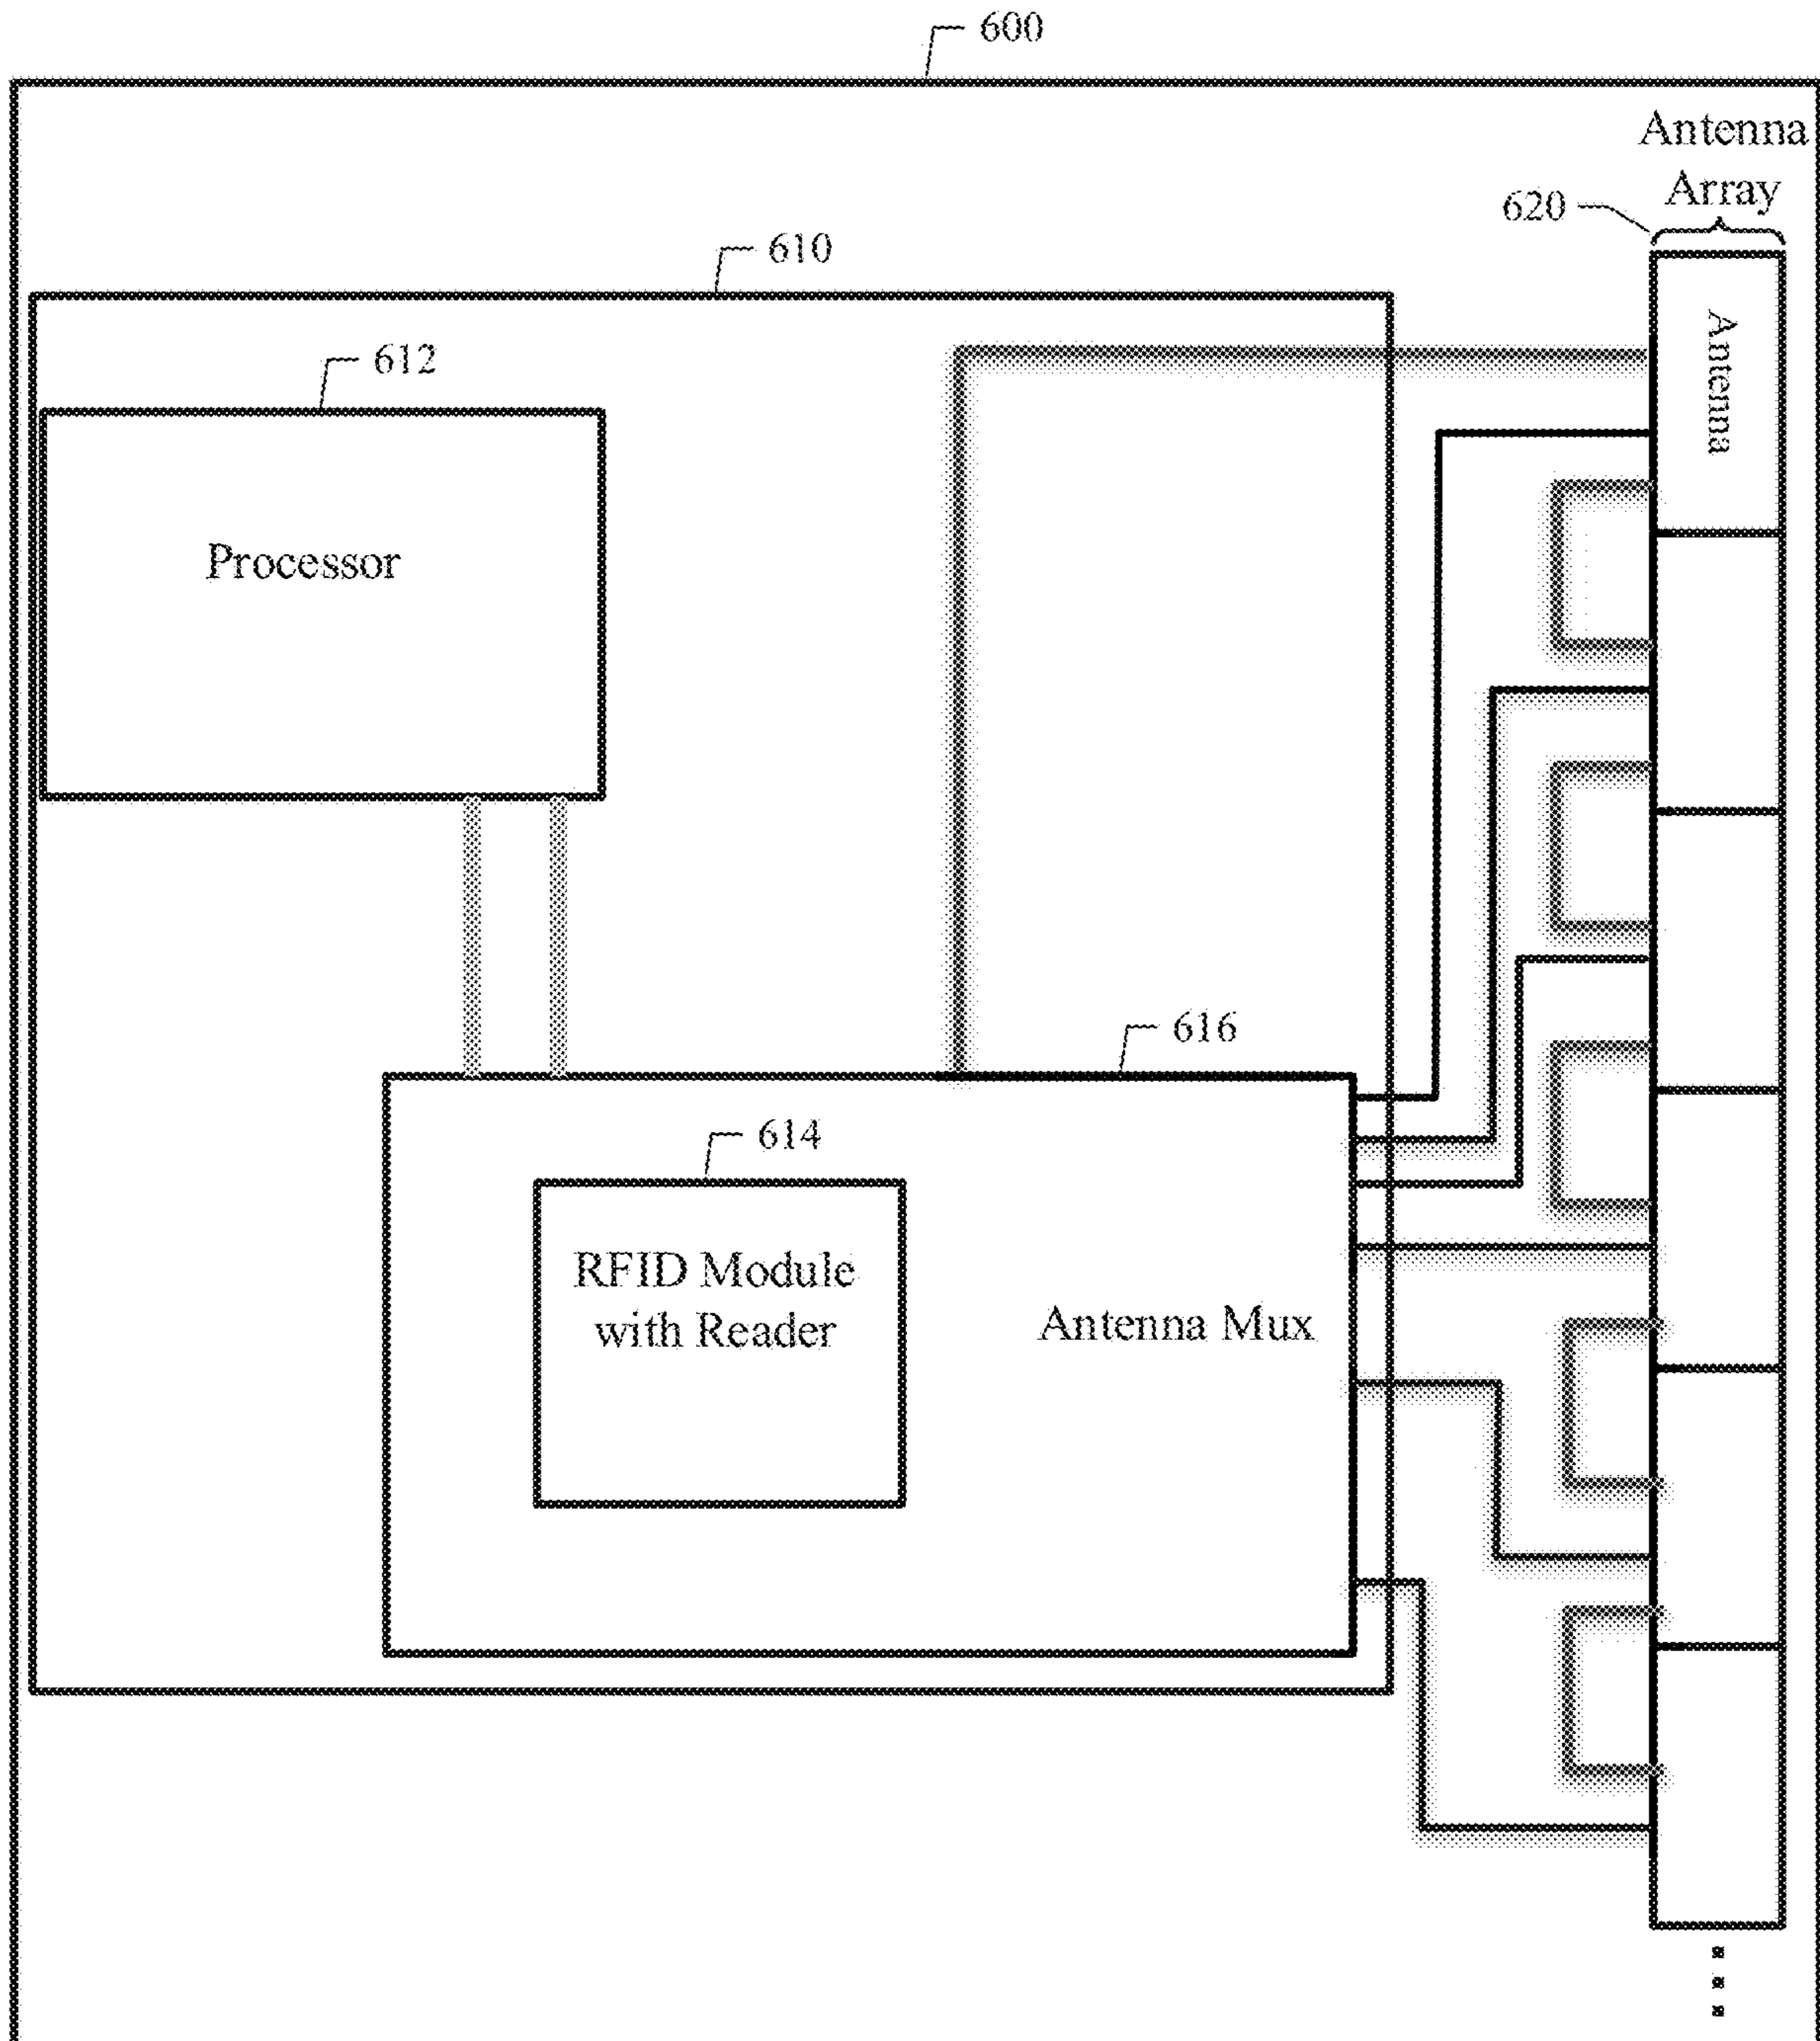 600
Antenna
Array
620
610
Antenna
612
Processor
616
614
RFID Module
with Reader
Antenna Mux